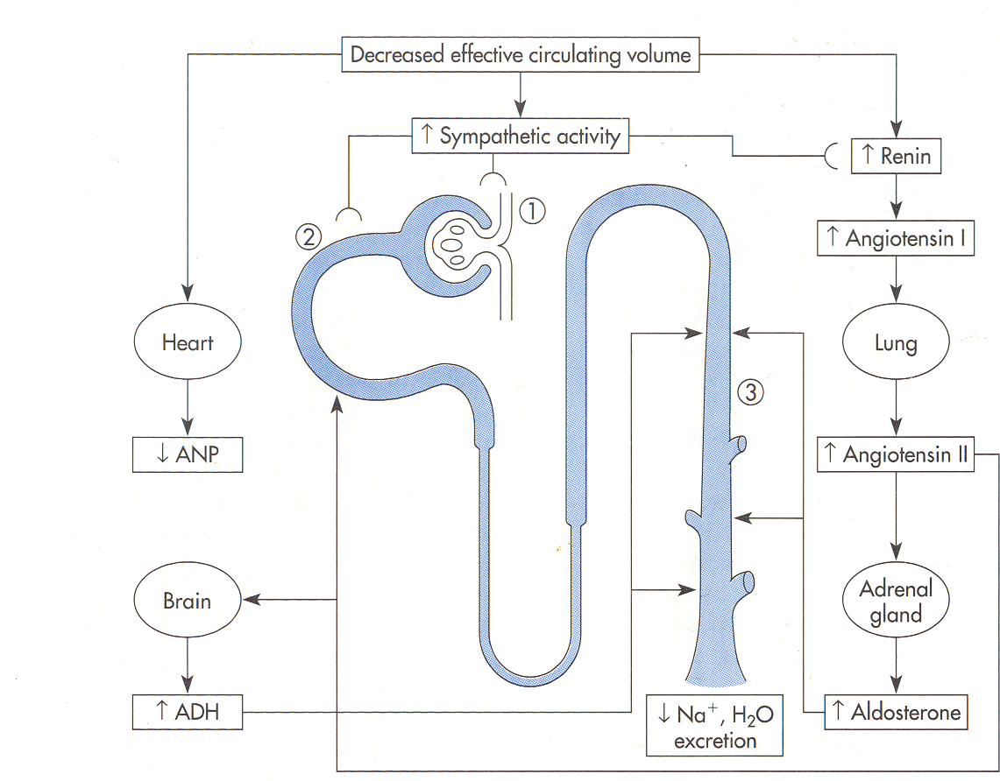 Decreased effective circulating volume
↑ Sympathetic activity
↑ Renin
①
②
↑ Angiotensin I
Heart
Lung
③
↓ ANP
↑ Angiotensin II
Brain
Adrenal
gland
↑ ADH
↓ Na⁺, H₂O
excretion
↑ Aldosterone